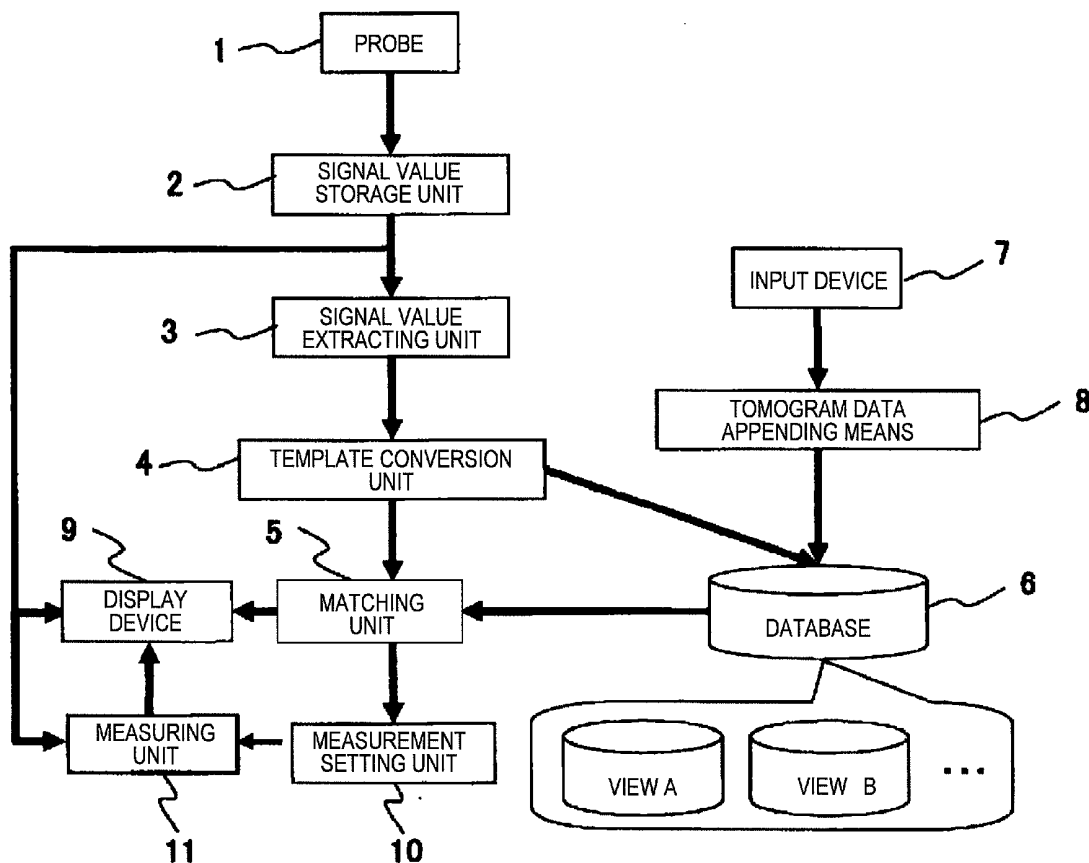 1
PROBE
2
SIGNAL VALUE
STORAGE UNIT
7
INPUT DEVICE
3
SIGNAL VALUE
EXTRACTING UNIT
8
TOMOGRAM DATA
APPENDING MEANS
4
TEMPLATE CONVERSION
UNIT
9
DISPLAY
DEVICE
5
MATCHING
UNIT
6
DATABASE
MEASURING
UNIT
11
MEASUREMENT
SETTING UNIT
10
VIEW A
VIEW B
...